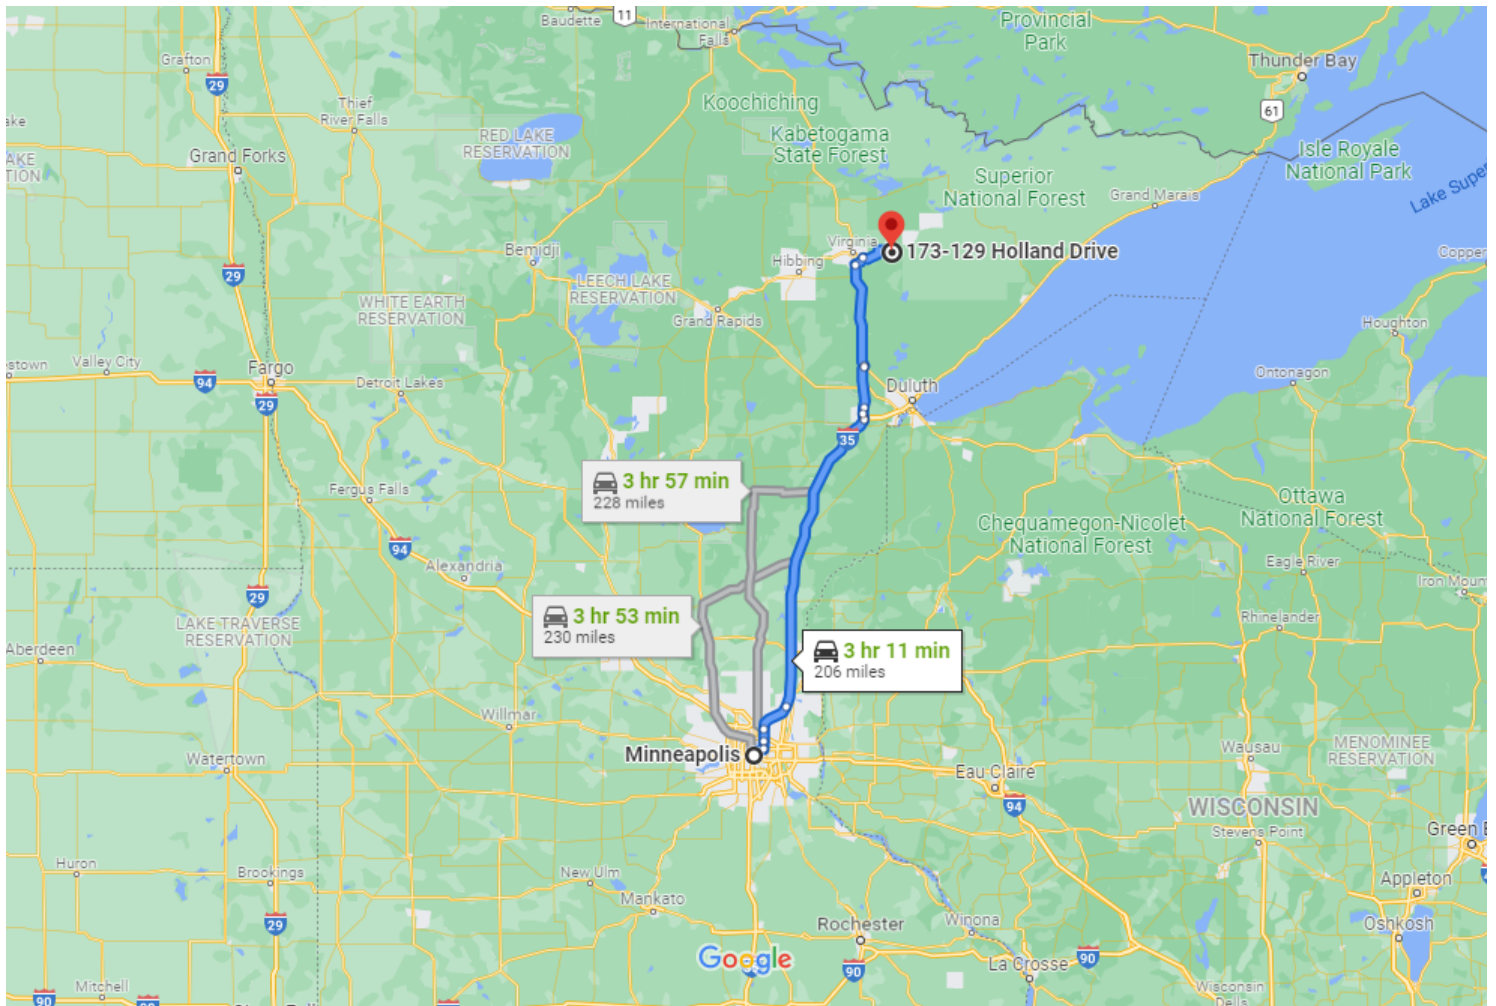 Baudette
11
International
Falls
Provincial
Park
Grafton
29
Thunder Bay
Thief
River Falls
Koochiching
61
RED LAKE
RESERVATION
Kabetogama
State Forest
Isle Royale
National Park
Grand Forks
Superior
National Forest
Grand Marais
Virginia
173-129 Holland Drive
Bemidji
Hibbing
29
LEECH LAKE
RESERVATION
WHITE EARTH
RESERVATION
Grand Rapids
Houghton
Valley City
Fargo
94
Detroit Lakes
Duluth
Ontonagon
29
35
3 hr 57 min
228 miles
Fergus Falls
Ottawa
National Forest
Chequamegon-Nicolet
National Forest
94
Alexandria
Eagle River
29
3 hr 53 min
230 miles
LAKE TRAVERSE
RESERVATION
Rhinelander
Aberdeen
3 hr 11 min
206 miles
Willmar
Minneapolis
Watertown
Wausau
MENOMINEE
RESERVATION
Eau Claire
94
WISCONSIN
Stevens Point
Huron
Brookings
New Ulm
Mankato
Appleton
29
Rochester
Winona
Oshkosh
Google
90
La Crosse
90
Mitchell
90
Wisconsin